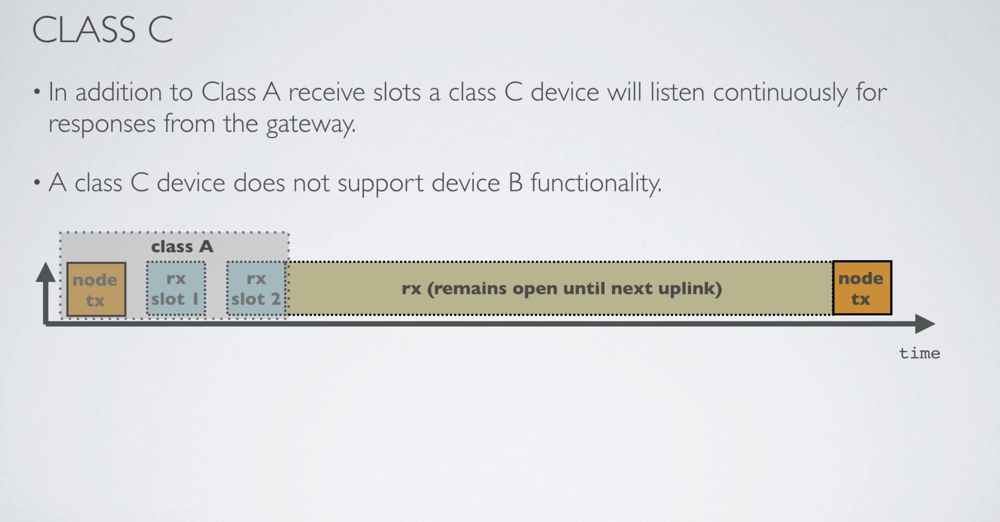 CLASS C
• In addition to Class A receive slots a class C device will listen continuously for
responses from the gateway.
• A class C device does not support device B functionality.
class A
node
tx
rx
slot 1
rx
slot 2
rx (remains open until next uplink)
node
tx
time